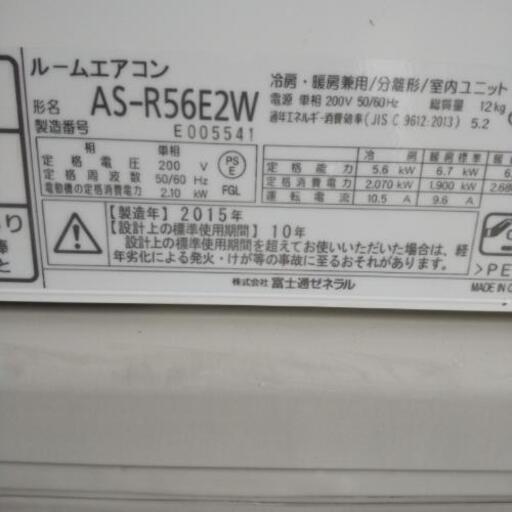 ルームエアコン
形名 AS-R56E2W
製造番号 E005541
冷房・暖房兼用/分離形/室内ユニット
電源 単相 200V 50/60Hz 総質量 12kg
通年エネルギー消費効率(JIS C 9612:2013) 5.2
相 単相
定格電圧 200 V
定格周波数 50/60 Hz
電動機の定格消費電力 2.10 kW
PS
E
FGL
冷房 暖房標準 暖
定格能力 5.6 kW 6.7 kW 6.
定格消費電力 2.070 kW 1.900 kW 2.68
運転電流 10.5 A 9.6 A
【製造年】2015年
【設計上の標準使用期間】10年
設計上の標準使用期間を超えてお使いいただいた場合は、経
年劣化による発火・けが等の事故に至るおそれがあります。
株式会社 富士通ゼネラル
>PE
MADE IN C
り
と